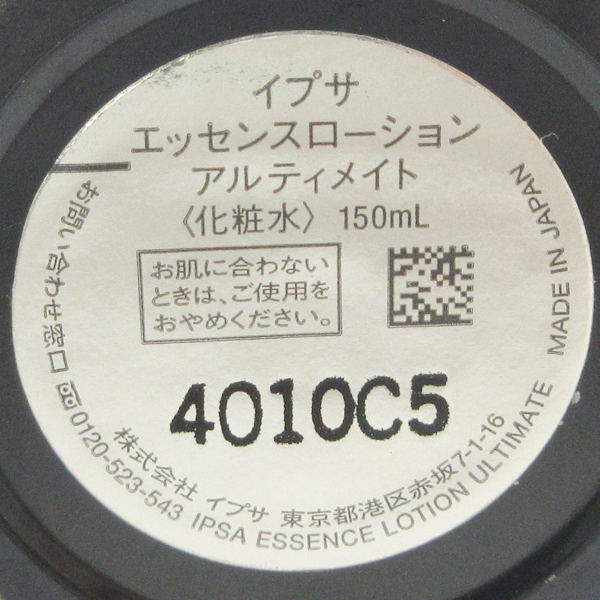 イプサ
エッセンスローション
アルティメイト
〈化粧水〉 150mL
お肌に合わない
ときは、ご使用を
おやめください。
4010C5
お問い合わせ窓口 0120-523-543 IPSA ESSENCE LOTION ULTIMATE MADE IN JAPAN
株式会社 イプサ 東京都港区赤坂7-1-16